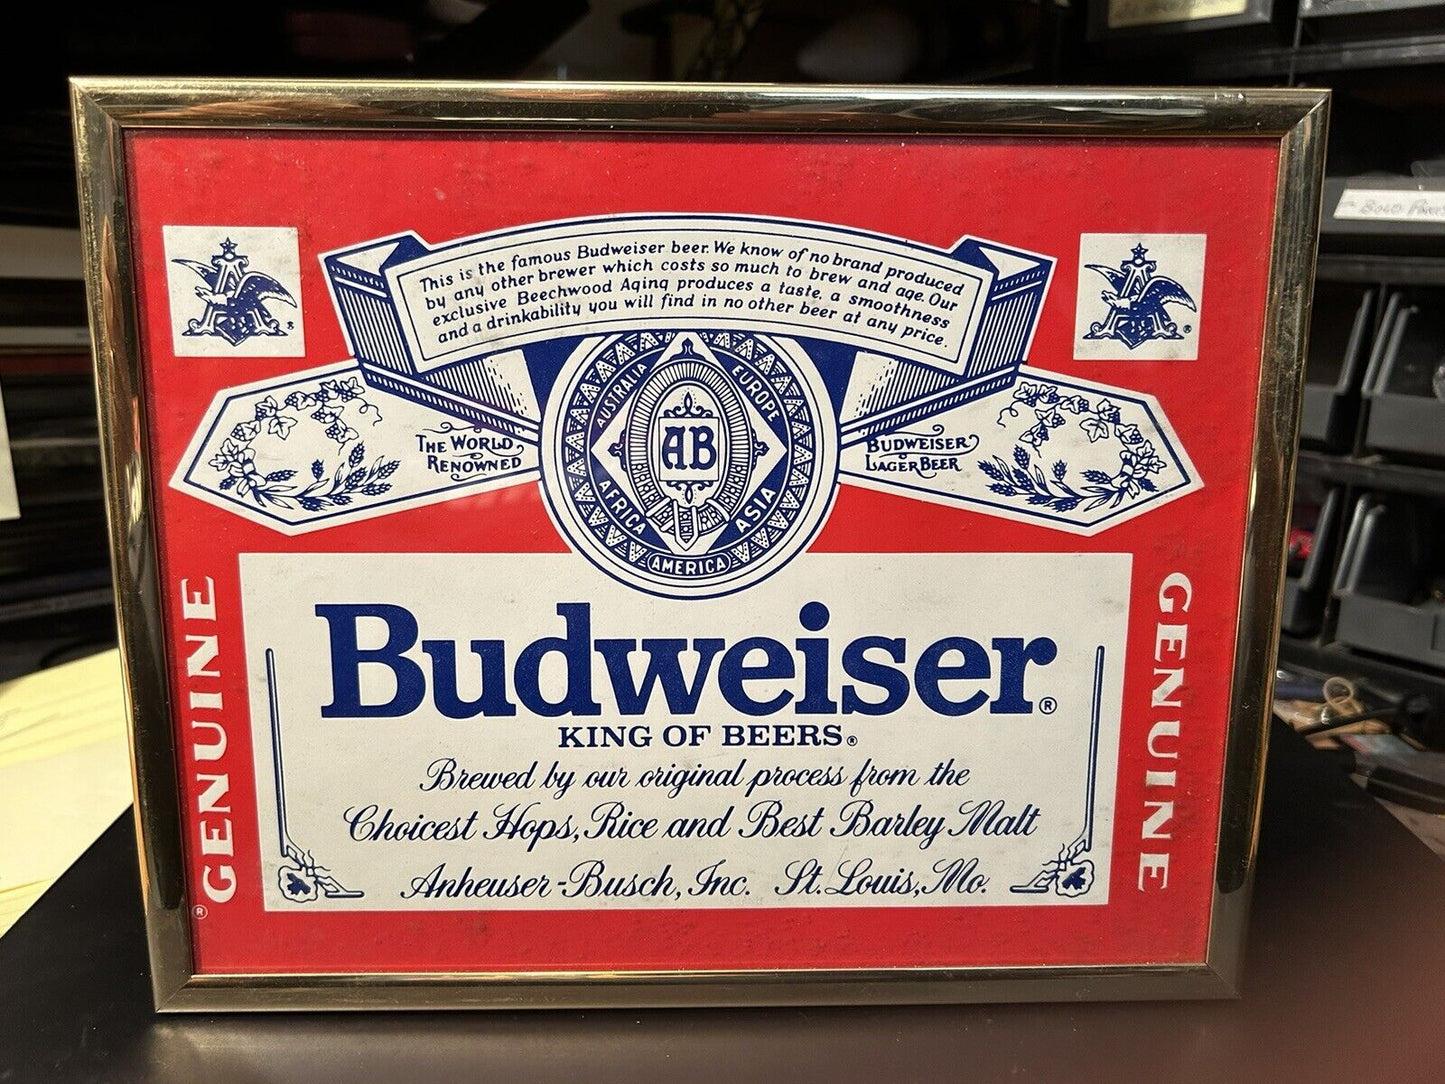 This is the famous Budweiser beer. We know of no brand produced
by any other brewer which costs so much to brew and age. Our
exclusive Beechwood Aging produces a taste, a smoothness
and a drinkability you will find in no other beer at any price.
AUSTRALIA
EUROPE
THE WORLD
RENOWNED
AB
BUDWEISER
LAGER BEER
AFRICA
ASIA
AMERICA
GENUINE
®
GENUINE
Budweiser®
KING OF BEERS®
Brewed by our original process from the
Choicest Hops, Rice and Best Barley Malt
Anheuser-Busch, Inc. St. Louis, Mo.